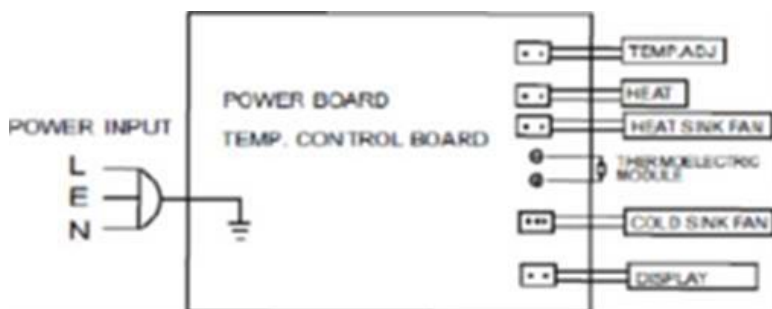 TEMP.ADJ
POWER BOARD
HEAT
POWER INPUT
HEAT SINK FAN
TEMP. CONTROL BOARD
L
THERMOELECTRIC
MODULE
E
N
COLD SINK FAN
DISPLAY